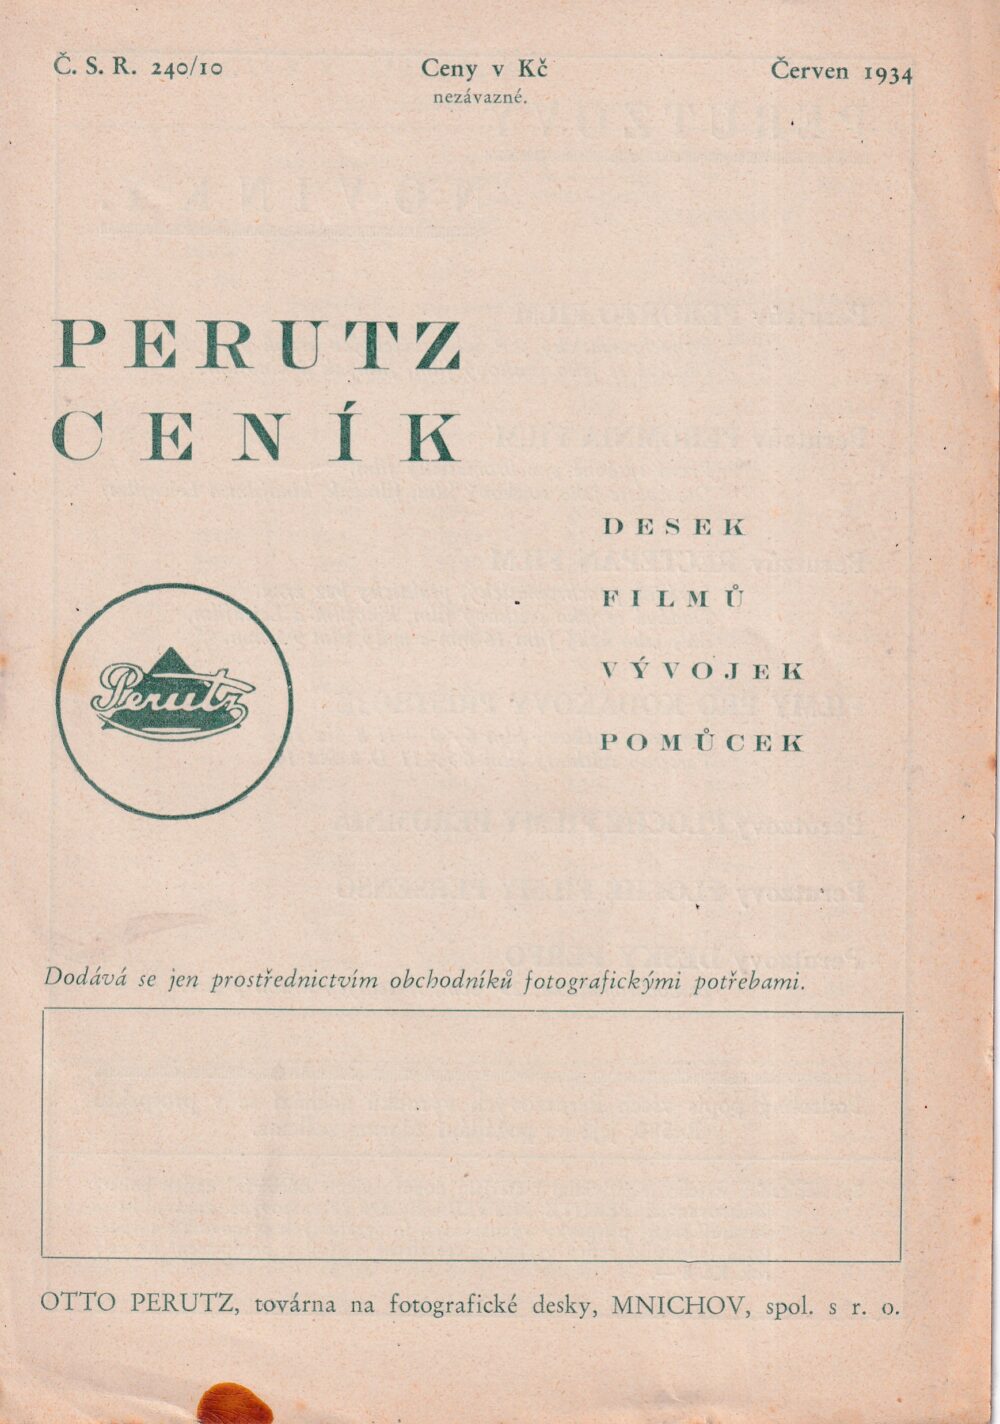 Č. S. R. 240/10
Ceny v Kč
nezávazné.
Červen 1934
PERUTZ
CENÍK
DESEK
FILMŮ
VÝVOJEK
POMŮCEK
Perutz
Dodává se jen prostřednictvím obchodníků fotografickými potřebami.
OTTO PERUTZ, továrna na fotografické desky, MNICHOV, spol. s r. o.